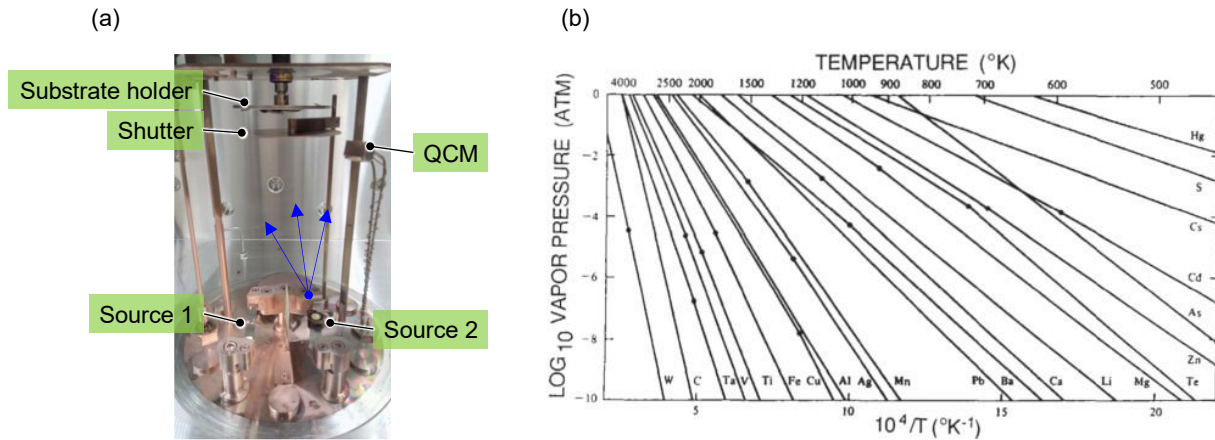 (a)
Substrate holder
Shutter
QCM
Source 1
Source 2
(b)
TEMPERATURE (°K)
4000 2500 2000 1500 1200 1000 900 800 700 600 500
LOG10 VAPOR PRESSURE (ATM)
0
-2
-4
-6
-8
-10
Hg
S
Cs
Cd
As
Zn
W C Ta V Ti Fe Cu Al Ag Mn Pb Ba Ca Li Mg Te
5 10 15 20
10⁴/T (°K⁻¹)